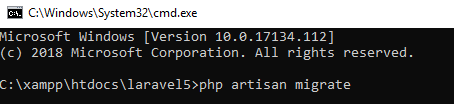 C:\Windows\System32\cmd.exe
Microsoft Windows [Version 10.0.17134.112]
(c) 2018 Microsoft Corporation. All rights reserved.
C:\xampp\htdocs\laravel5>php artisan migrate